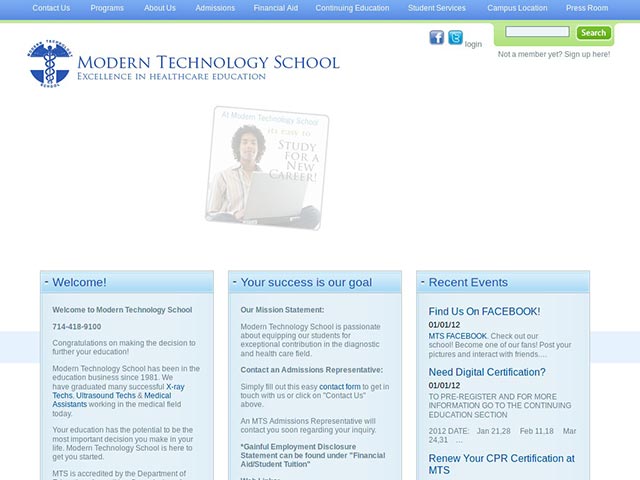 Contact Us Programs About Us Admissions Financial Aid Continuing Education Student Services Campus Location Press Room
login
Search
Not a member yet? Sign up here!
MODERN TECHNOLOGY SCHOOL
MODERN TECHNOLOGY SCHOOL
EXCELLENCE IN HEALTHCARE EDUCATION
At Modern Technology School
its easy to
STUDY
FOR A
NEW
CAREER!
- Welcome!
Welcome to Modern Technology School
714-418-9100
Congratulations on making the decision to
further your education!
Modern Technology School has been in the
education business since 1981. We
have graduated many successful X-ray
Techs, Ultrasound Techs & Medical
Assistants working in the medical field
today.
Your education has the potential to be the
most important decision you make in your
life. Modern Technology School is here to
get you started.
MTS is accredited by the Department of
- Your success is our goal
Our Mission Statement:
Modern Technology School is passionate
about equipping our students for
exceptional contribution in the diagnostic
and health care field.
Contact an Admissions Representative:
Simply fill out this easy contact form to get in
touch with us or click on "Contact Us"
above.
An MTS Admissions Representative will
contact you soon regarding your inquiry.
*Gainful Employment Disclosure
Statement can be found under "Financial
Aid/Student Tuition"
- Recent Events
Find Us On FACEBOOK!
01/01/12
MTS FACEBOOK. Check out our
school! Become one of our fans! Post your
pictures and interact with friends....
Need Digital Certification?
01/01/12
TO PRE-REGISTER AND FOR MORE
INFORMATION GO TO THE CONTINUING
EDUCATION SECTION
2012 DATE: Jan 21,28 Feb 11,18 Mar
24,31 ...
Renew Your CPR Certification at
MTS